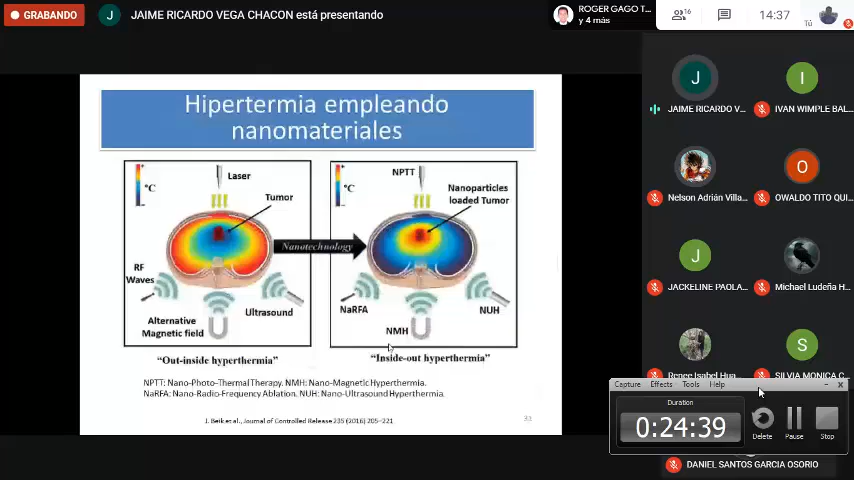 GRABANDO
J
JAIME RICARDO VEGA CHACON está presentando
ROGER GAGO T...
y 4 más
16
14:37
Tú
Hipertermia empleando
nanomateriales
°C
Laser
Tumor
RF
Waves
Alternative
Magnetic field
Ultrasound
"Out-inside hyperthermia"
Nanotechnology
°C
NPTT
Nanoparticles
loaded Tumor
NaRFA
NMH
NUH
"Inside-out hyperthermia"
NPTT: Nano-Photo-Thermal Therapy. NMH: Nano-Magnetic Hyperthermia.
NaRFA: Nano-Radio-Frequency Ablation. NUH: Nano-Ultrasound Hyperthermia.
J. Beik et al., Journal of Controlled Release 235 (2016) 205–221
J
I
JAIME RICARDO V...
IVAN WIMPLE BAL...
O
Nelson Adrián Villa...
OWALDO TITO QUI...
J
JACKELINE PAOLA...
Michael Ludeña H...
S
Renee Isabel Hua...
SILVIA MONICA C...
Capture Effects Tools Help
Duration
0:24:39
Delete Pause Stop
DANIEL SANTOS GARCIA OSORIO